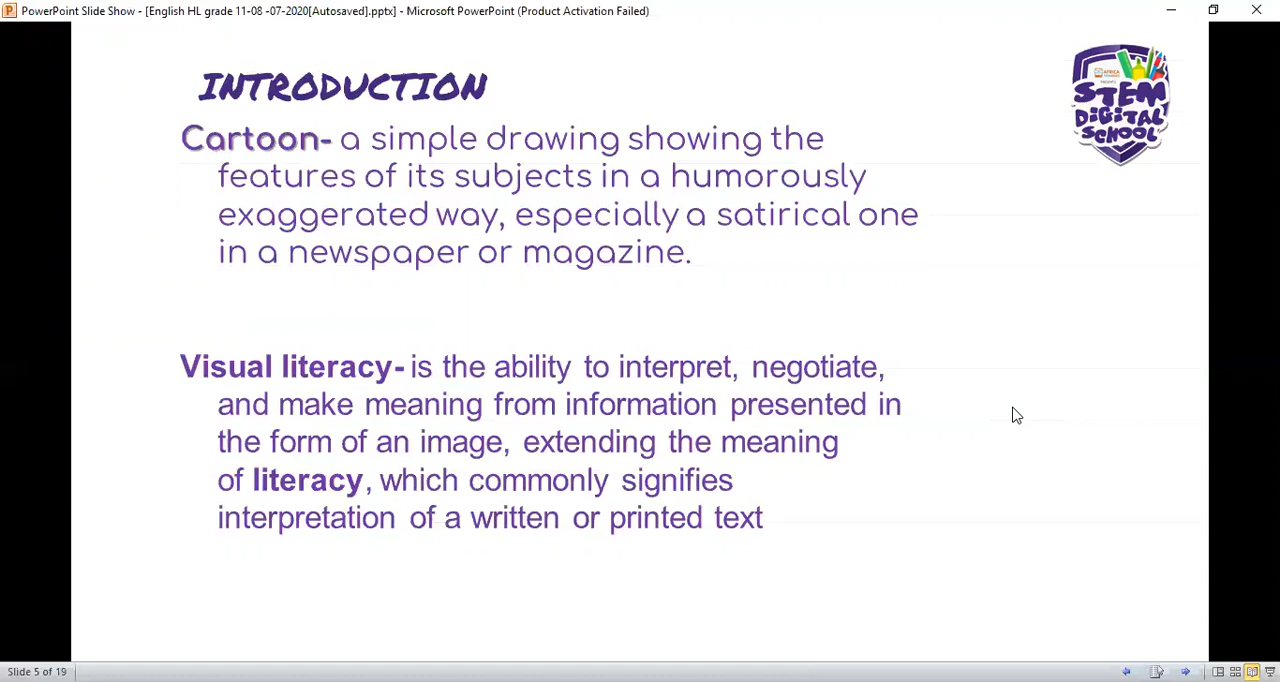 PowerPoint Slide Show - [English HL grade 11-08 -07-2020[Autosaved].pptx] - Microsoft PowerPoint (Product Activation Failed)
INTRODUCTION
AFRICA
STEM
DIGITAL
SCHOOL
Cartoon- a simple drawing showing the
features of its subjects in a humorously
exaggerated way, especially a satirical one
in a newspaper or magazine.
Visual literacy- is the ability to interpret, negotiate,
and make meaning from information presented in
the form of an image, extending the meaning
of literacy, which commonly signifies
interpretation of a written or printed text
Slide 5 of 19